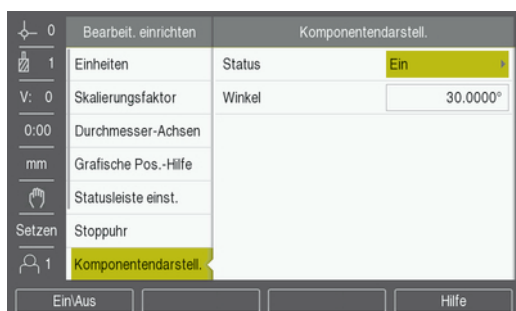 0
Bearbeit. einrichten
Komponentendarstell.
1
Einheiten
Status
Ein
V: 0
Skalierungsfaktor
Winkel
30.0000°
0:00
Durchmesser-Achsen
mm
Grafische Pos.-Hilfe
Statusleiste einst.
Setzen
Stoppuhr
1
Komponentendarstell.
Ein\Aus
Hilfe